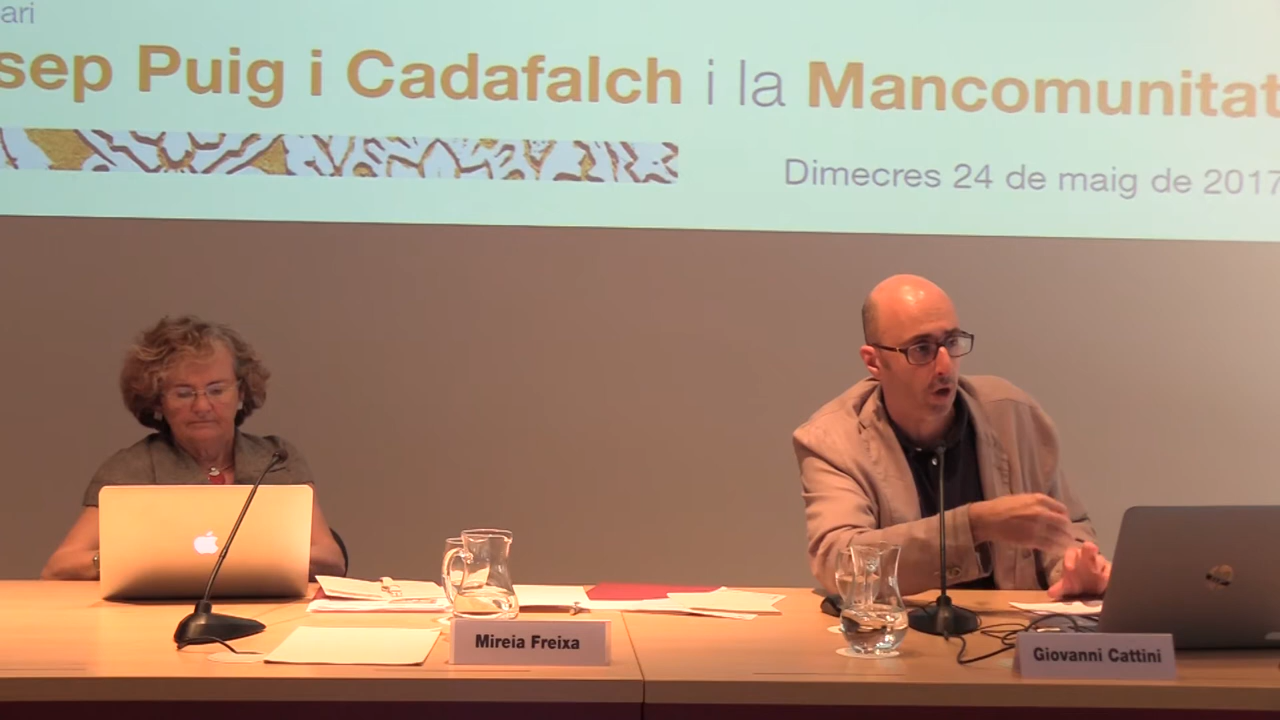 ari
sep Puig i Cadafalch i la Mancomunitat
Dimecres 24 de maig de 2017
Mireia Freixa
Giovanni Cattini